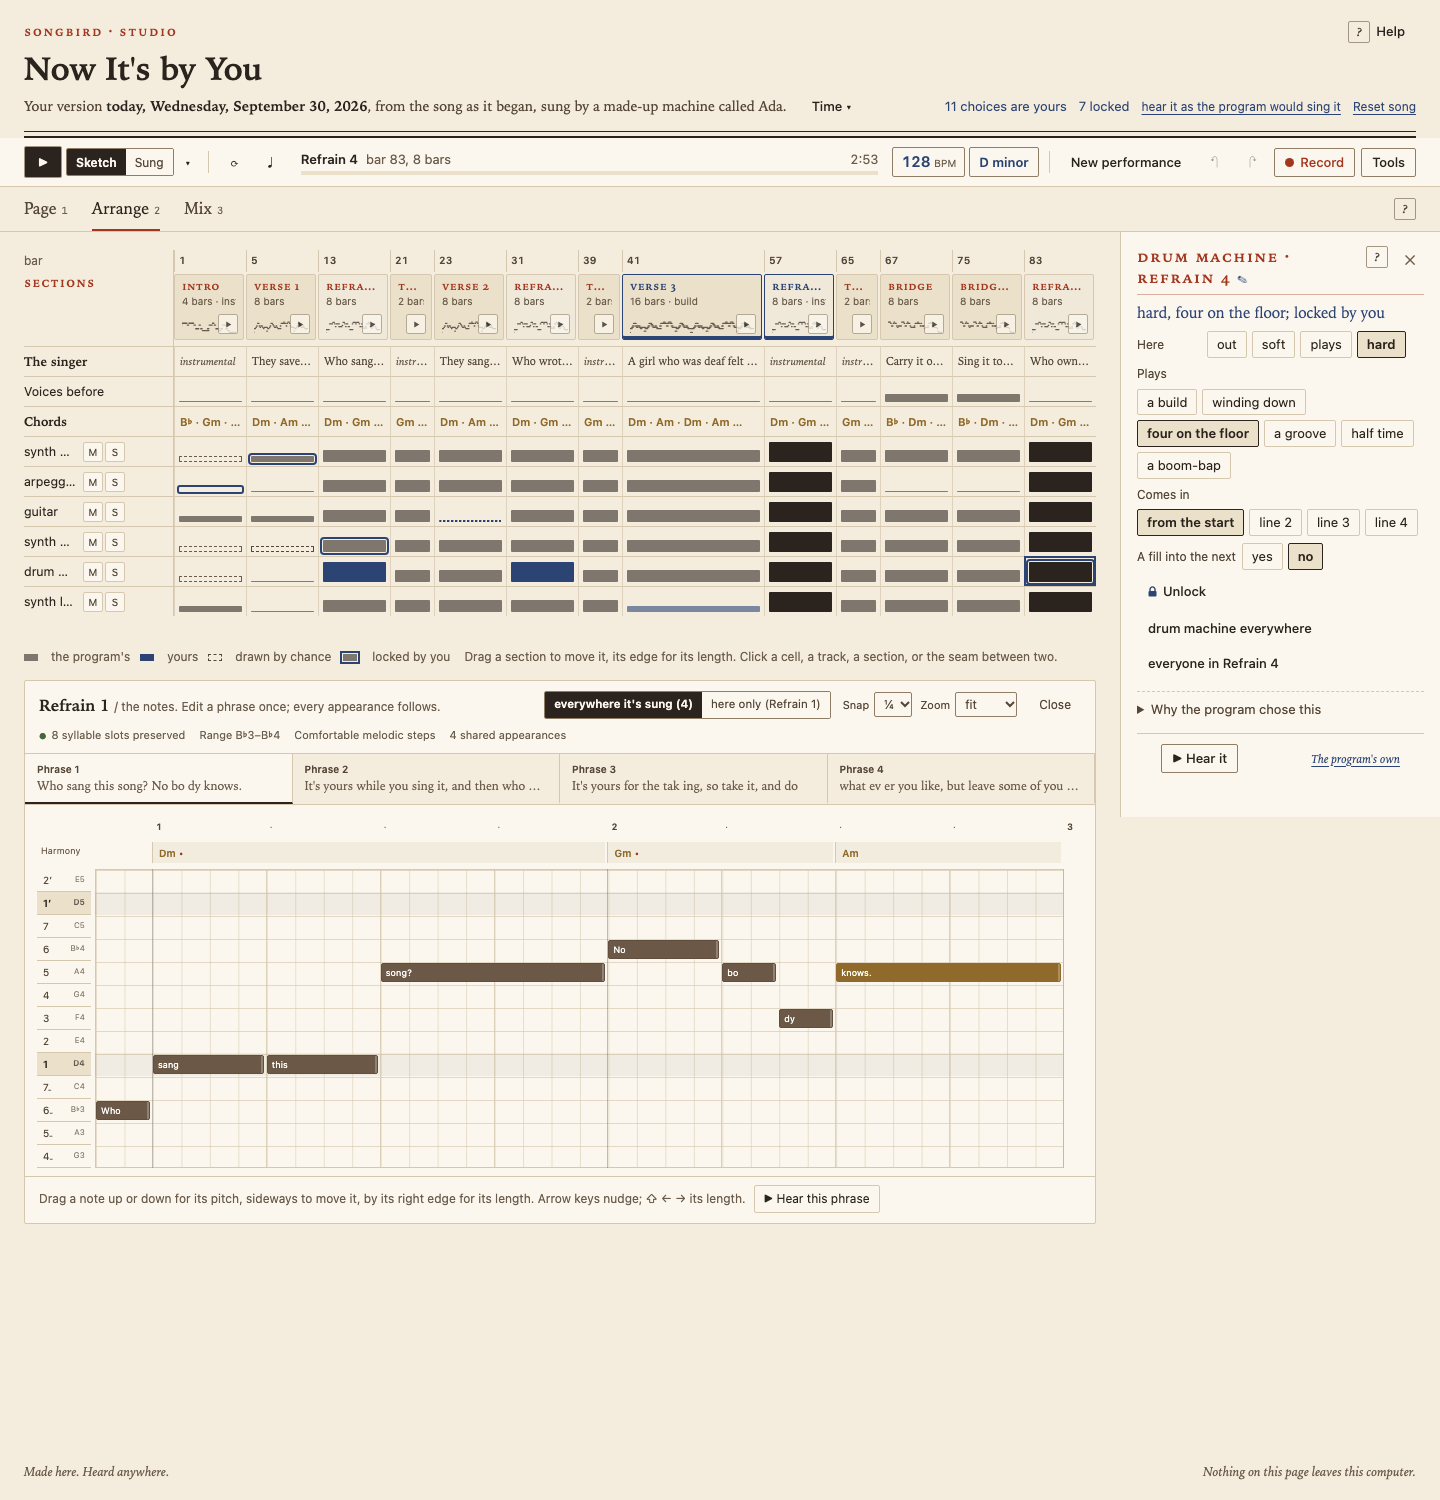 SONGBIRD • STUDIO
? Help
Now It's by You
Your version today, Wednesday, September 30, 2026, from the song as it began, sung by a made-up machine called Ada.
Time ▾
11 choices are yours 7 locked hear it as the program would sing it Reset song
Sketch Sung
Refrain 4 bar 83, 8 bars 2:53
128 BPM D minor New performance Record Tools
Page 1 Arrange 2 Mix 3 ?
bar 1 5 13 21 23 31 39 41 57 65 67 75 83
SECTIONS INTRO VERSE 1 REFRA... T... VERSE 2 REFRA... T... VERSE 3 REFRA... T... BRIDGE BRIDG... REFRA...
4 bars · ins 8 bars 8 bars 2 bar 8 bars 8 bars 2 bar 16 bars · build 8 bars · ins 2 bar 8 bars 8 bars 8 bars
The singer instrumental They save... Who sang... instr... They sang... Who wrot... instr... A girl who was deaf felt ... instrumental instr... Carry it o... Sing it to... Who own...
Voices before
Chords B♭ · Gm · ... Dm · Am ... Dm · Gm ... Gm ... Dm · Am ... Dm · Gm ... Gm ... Dm · Am · Dm · Am ... Dm · Gm ... Gm ... B♭ · Dm · ... B♭ · Dm · ... Dm · Gm ...
synth ... M S
arpegg... M S
guitar M S
synth ... M S
drum ... M S
synth l... M S
the program's yours drawn by chance locked by you Drag a section to move it, its edge for its length. Click a cell, a track, a section, or the seam between two.
Refrain 1 / the notes. Edit a phrase once; every appearance follows.
everywhere it's sung (4) here only (Refrain 1) Snap ¼ Zoom fit Close
8 syllable slots preserved Range B♭3–B♭4 Comfortable melodic steps 4 shared appearances
Phrase 1 Phrase 2 Phrase 3 Phrase 4
Who sang this song? No bo dy knows. It's yours while you sing it, and then who ... It's yours for the tak ing, so take it, and do what ev er you like, but leave some of you ...
1 2 3
Harmony Dm • Gm • Am
2′ E5
1′ D5
7 C5
6 B♭4 No
5 A4 song? bo knows.
4 G4
3 F4 dy
2 E4
1 D4 sang this
7. C4
6. B♭3 Who
5. A3
4. G3
Drag a note up or down for its pitch, sideways to move it, by its right edge for its length. Arrow keys nudge; ⇧ ← → its length.
Hear this phrase
DRUM MACHINE •
REFRAIN 4
? ×
hard, four on the floor; locked by you
Here out soft plays hard
Plays
a build winding down
four on the floor a groove half time
a boom-bap
Comes in
from the start line 2 line 3 line 4
A fill into the next yes no
Unlock
drum machine everywhere
everyone in Refrain 4
Why the program chose this
Hear it The program's own
Made here. Heard anywhere.
Nothing on this page leaves this computer.